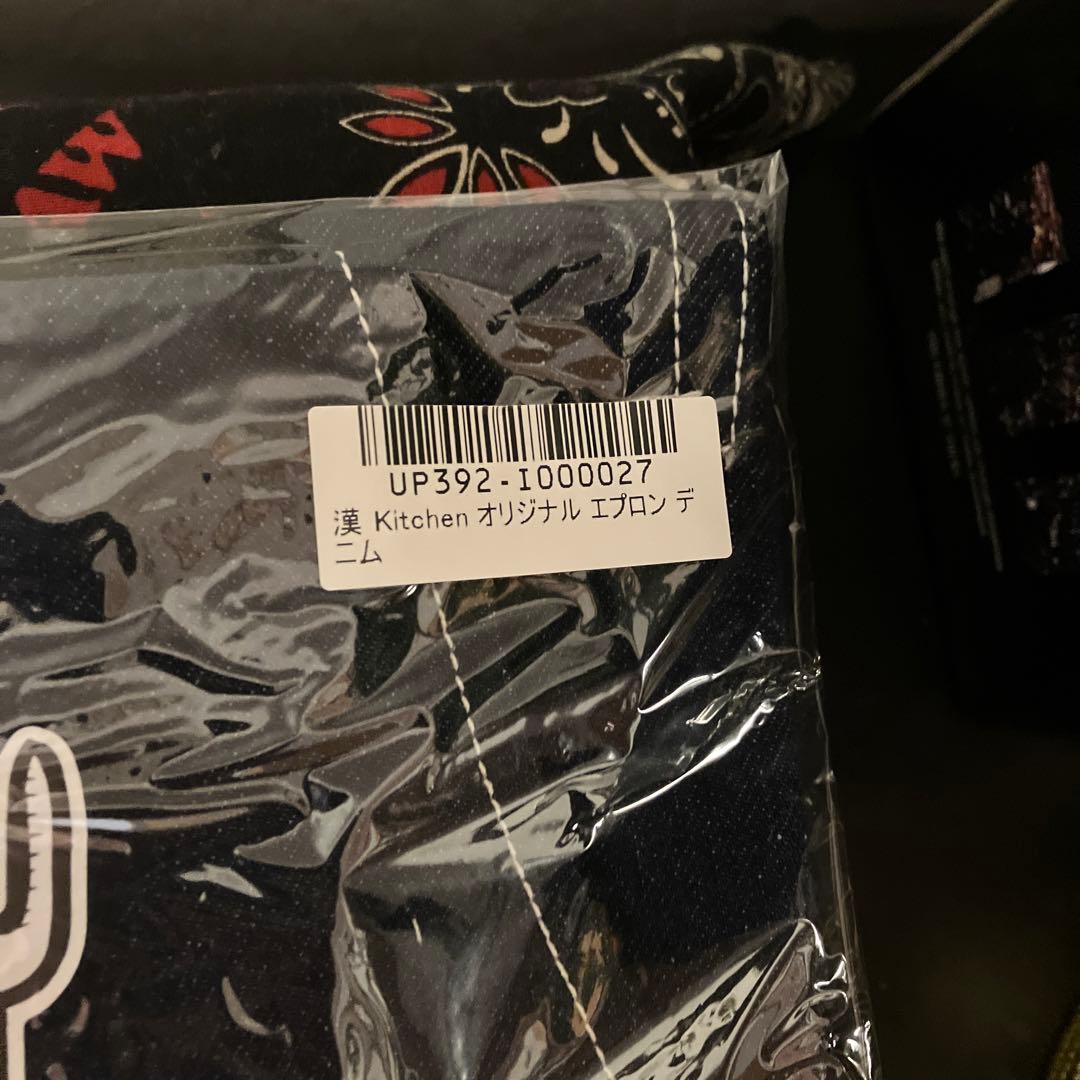 UP392-I000027
漢 Kitchen オリジナル エプロン デ
ニム